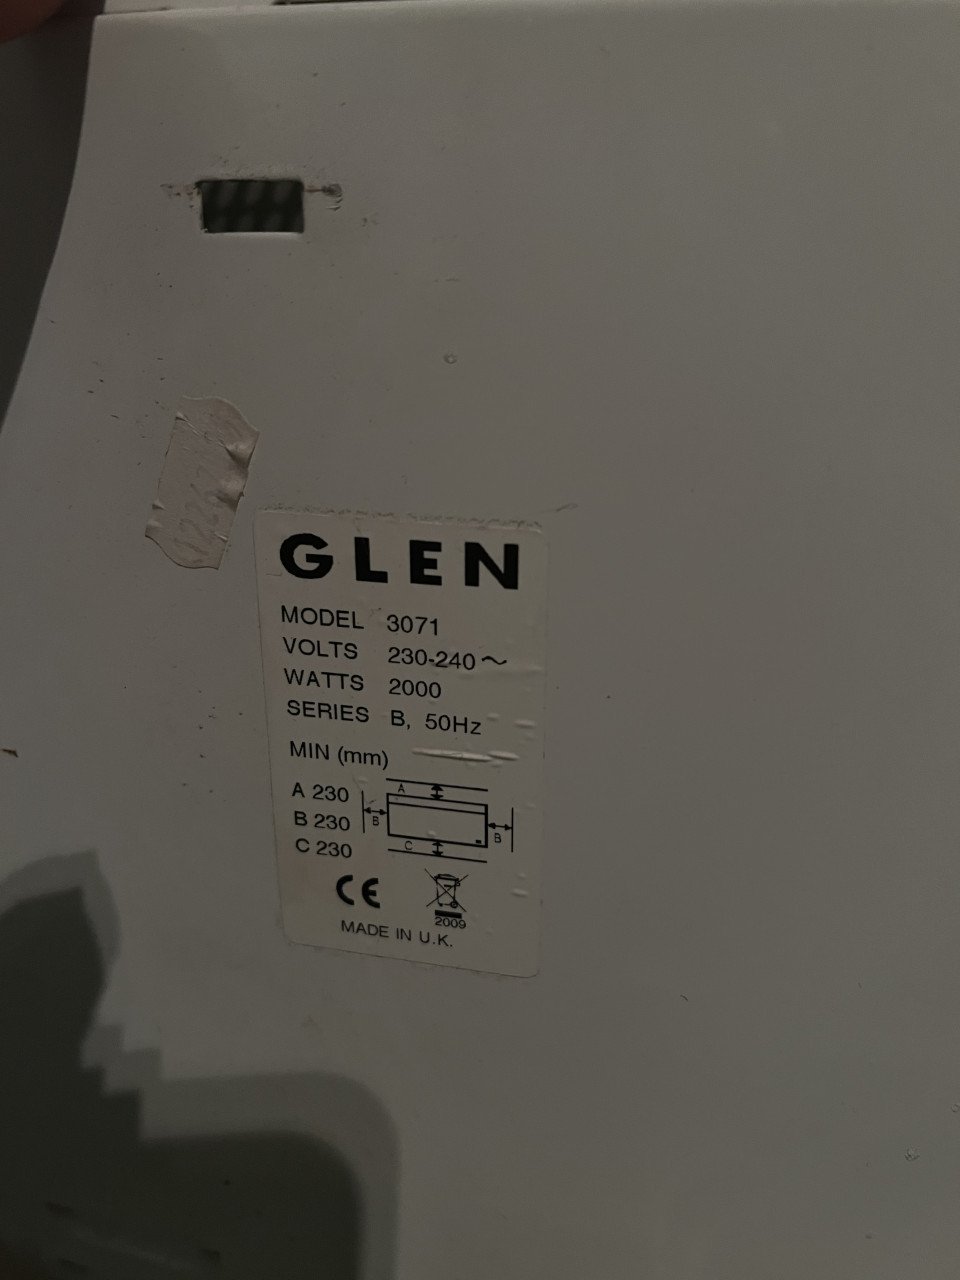 GLEN
MODEL 3071
VOLTS 230-240~
WATTS 2000
SERIES B, 50Hz
MIN (mm)
A 230
B 230
C 230
A
B
B
C
CE
2009
MADE IN U.K.